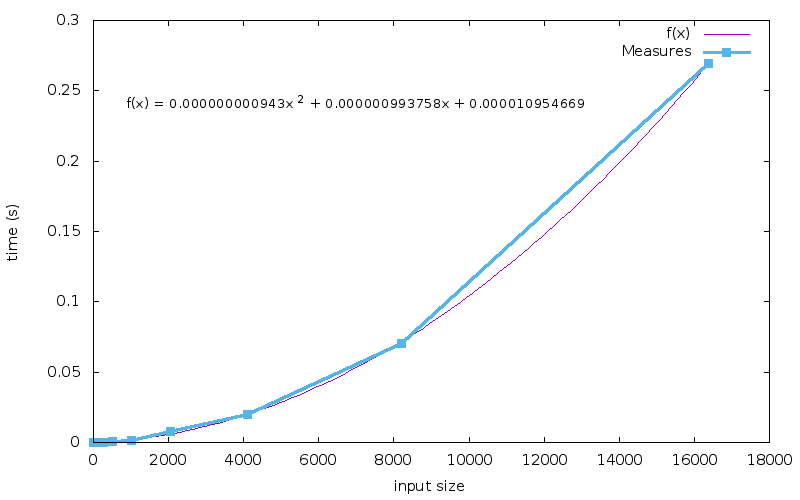 0.3
f(x)
Measures
0.25
f(x) = 0.000000000943x 2 + 0.000000993758x + 0.000010954669
0.2
time (s)
0.15
0.1
0.05
0
0 2000 4000 6000 8000 10000 12000 14000 16000 18000
input size